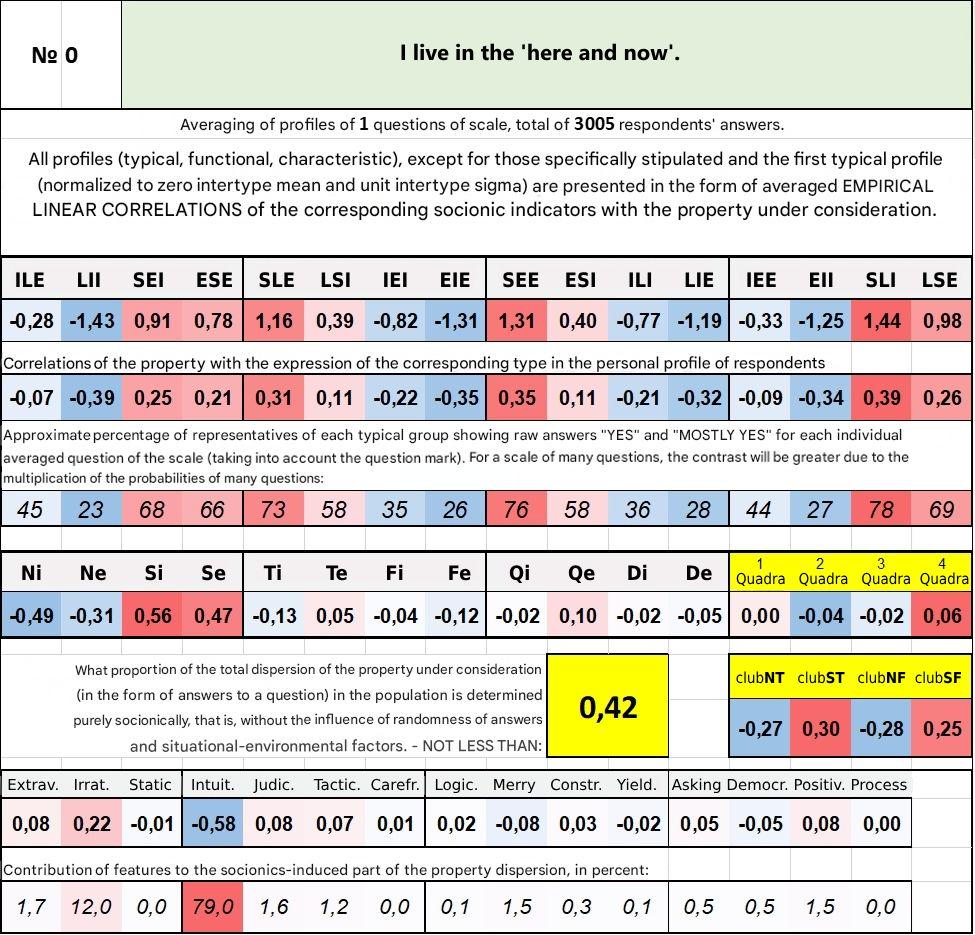 № 0
I live in the 'here and now'.
Averaging of profiles of 1 questions of scale, total of 3005 respondents' answers.
All profiles (typical, functional, characteristic), except for those specifically stipulated and the first typical profile
(normalized to zero intertype mean and unit intertype sigma) are presented in the form of averaged EMPIRICAL
LINEAR CORRELATIONS of the corresponding socionic indicators with the property under consideration.
ILE LII SEI ESE SLE LSI IEI EIE SEE ESI ILI LIE IEE EII SLI LSE
-0,28 -1,43 0,91 0,78 1,16 0,39 -0,82 -1,31 1,31 0,40 -0,77 -1,19 -0,33 -1,25 1,44 0,98
Correlations of the property with the expression of the corresponding type in the personal profile of respondents
-0,07 -0,39 0,25 0,21 0,31 0,11 -0,22 -0,35 0,35 0,11 -0,21 -0,32 -0,09 -0,34 0,39 0,26
Approximate percentage of representatives of each typical group showing raw answers "YES" and "MOSTLY YES" for each individual
averaged question of the scale (taking into account the question mark). For a scale of many questions, the contrast will be greater due to the
multiplication of the probabilities of many questions:
45 23 68 66 73 58 35 26 76 58 36 28 44 27 78 69
Ni Ne Si Se Ti Te Fi Fe Qi Qe Di De 1 Quadra 2 Quadra 3 Quadra 4 Quadra
-0,49 -0,31 0,56 0,47 -0,13 0,05 -0,04 -0,12 -0,02 0,10 -0,02 -0,05 0,00 -0,04 -0,02 0,06
What proportion of the total dispersion of the property under consideration
(in the form of answers to a question) in the population is determined
purely socionically, that is, without the influence of randomness of answers
and situational-environmental factors. - NOT LESS THAN:
0,42
clubNT clubST clubNF clubSF
-0,27 0,30 -0,28 0,25
Extrav. Irrat. Static Intuit. Judic. Tactic. Carefr. Logic. Merry Constr. Yield. Asking Democr. Positiv. Process
0,08 0,22 -0,01 -0,58 0,08 0,07 0,01 0,02 -0,08 0,03 -0,02 0,05 -0,05 0,08 0,00
Contribution of features to the socionics-induced part of the property dispersion, in percent:
1,7 12,0 0,0 79,0 1,6 1,2 0,0 0,1 1,5 0,3 0,1 0,5 0,5 1,5 0,0